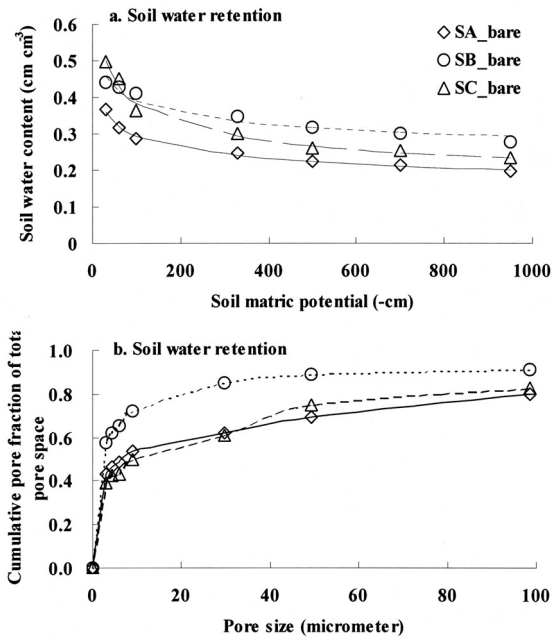 a. Soil water retention
SA_bare
SB_bare
SC_bare
Soil water content (cm cm³)
0.6
0.5
0.4
0.3
0.2
0.1
0
0 200 400 600 800 1000
Soil matric potential (-cm)
b. Soil water retention
Cumulative pore fraction of tota
pore space
1.0
0.8
0.6
0.4
0.2
0.0
0 20 40 60 80 100
Pore size (micrometer)